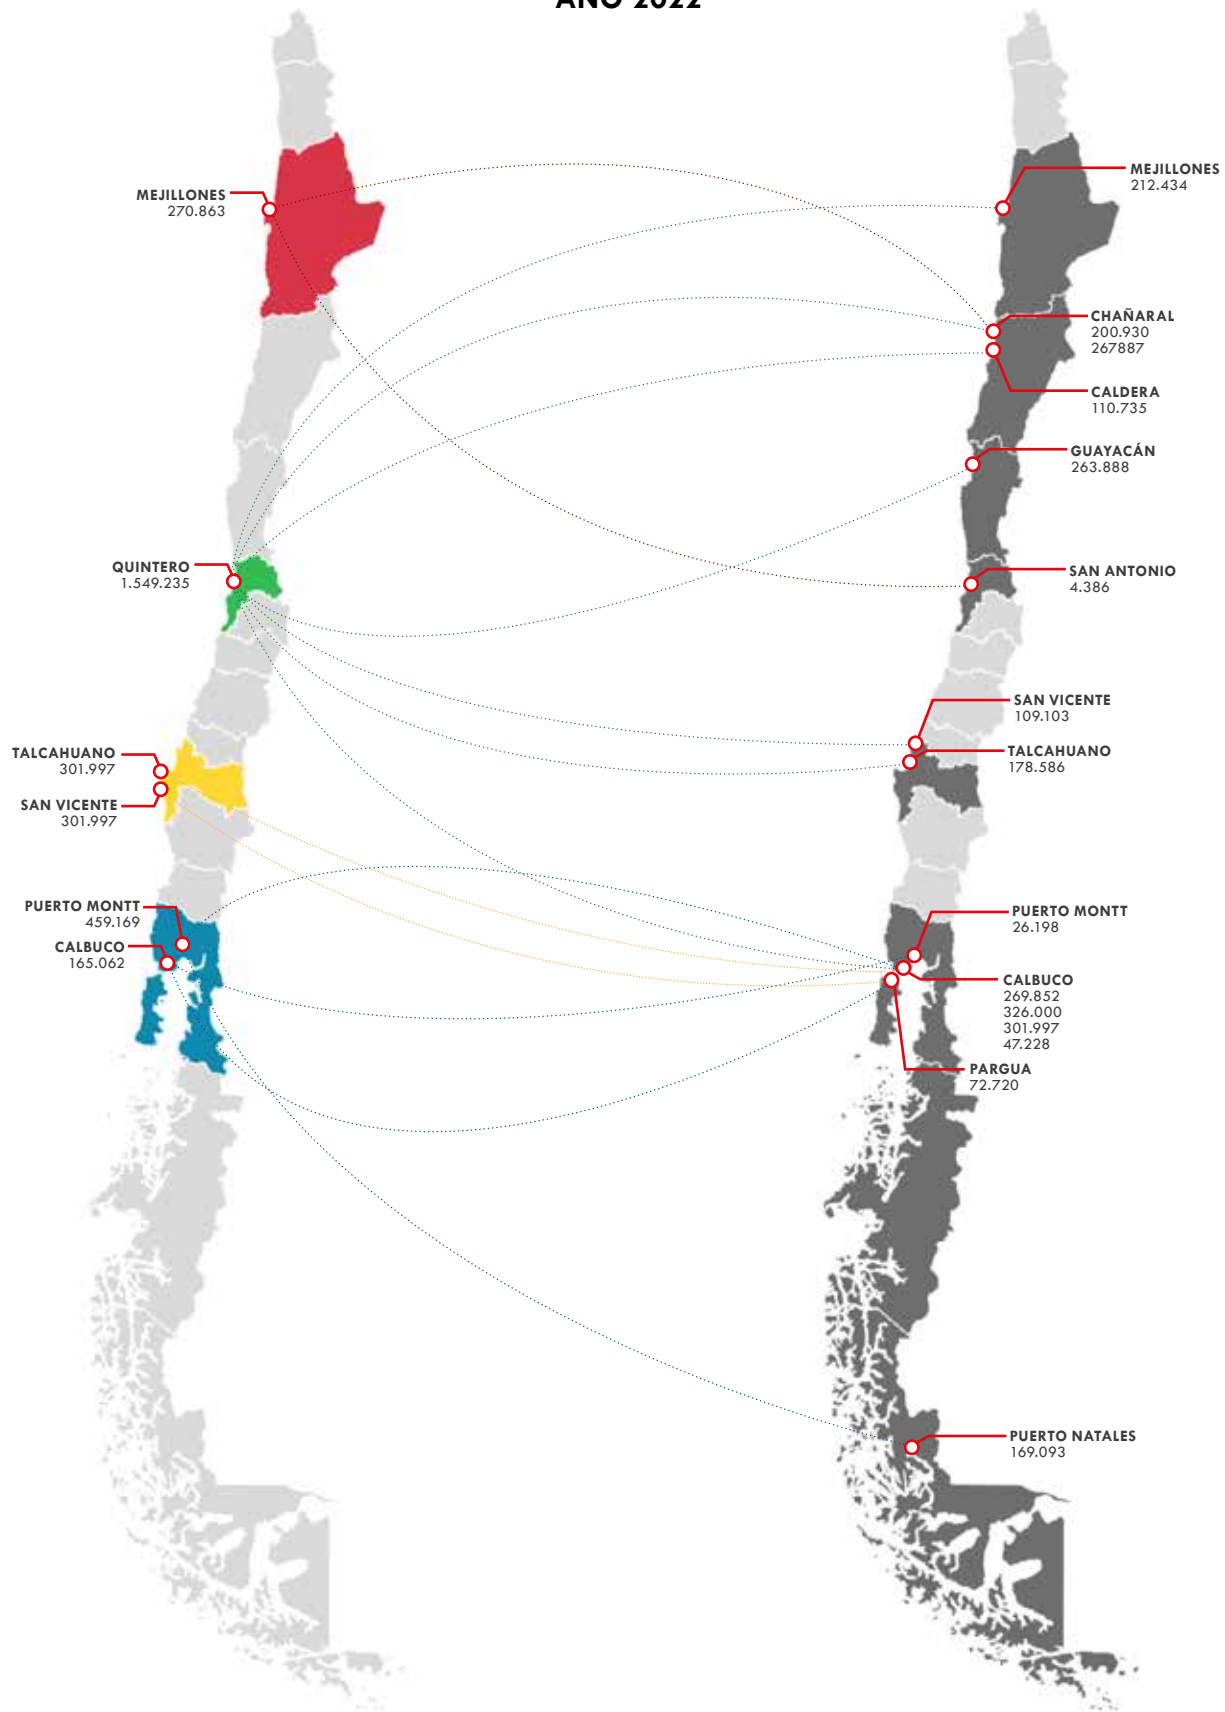 AÑO 2022
MEJILLONES
270.863
QUINTERO
1.549.235
TALCAHUANO
301.997
SAN VICENTE
301.997
PUERTO MONTT
459.169
CALBUCO
165.062
MEJILLONES
212.434
CHAÑARAL
200.930
267887
CALDERA
110.735
GUAYACÁN
263.888
SAN ANTONIO
4.386
SAN VICENTE
109.103
TALCAHUANO
178.586
PUERTO MONTT
26.198
CALBUCO
269.852
326.000
301.997
47.228
PARGUA
72.720
PUERTO NATALES
169.093